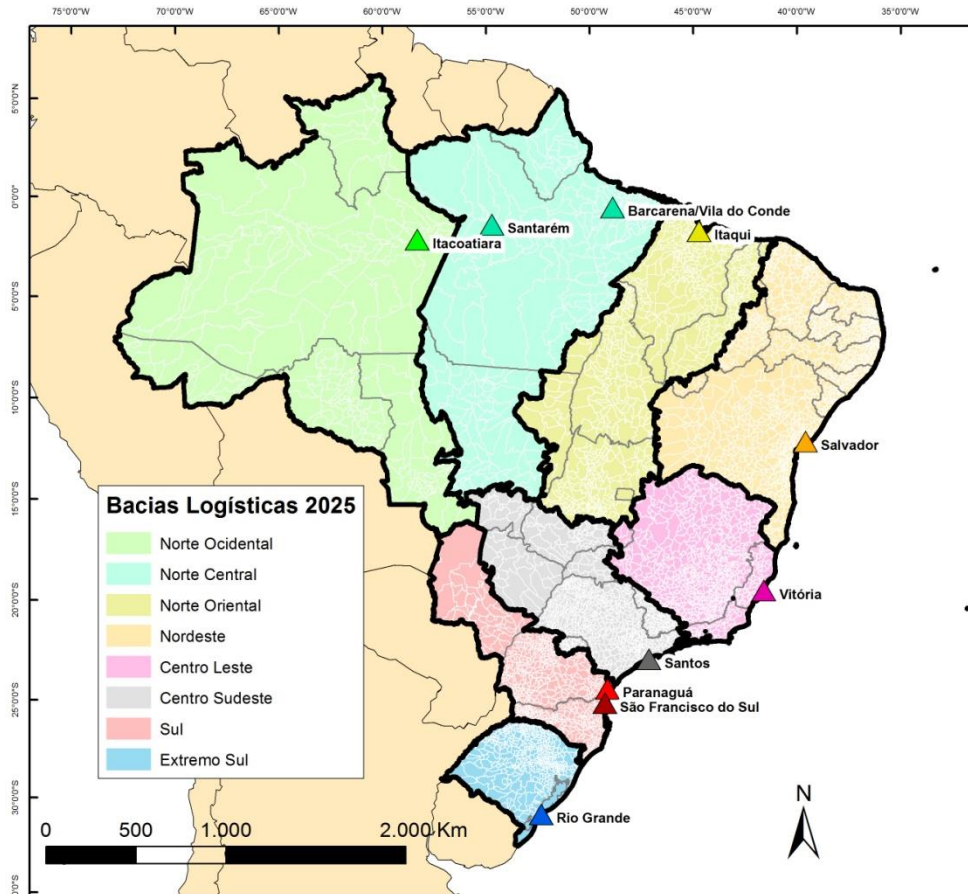 75°0'0"W 70°0'0"W 65°0'0"W 60°0'0"W 55°0'0"W 50°0'0"W 45°0'0"W 40°0'0"W 35°0'0"W
5°0'0"N
0°0'0"
5°0'0"S
10°0'0"S
15°0'0"S
20°0'0"S
25°0'0"S
30°0'0"S
Barcarena/Vila do Conde
Santarém
Itaqui
Itacoatiara
Salvador
Vitória
Santos
Paranaguá
São Francisco do Sul
Rio Grande
Bacias Logísticas 2025
Norte Ocidental
Norte Central
Norte Oriental
Nordeste
Centro Leste
Centro Sudeste
Sul
Extremo Sul
0 500 1.000 2.000 Km
N